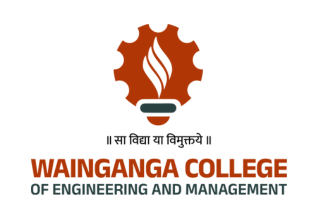 ॥ सा विद्या या विमुक्तये ॥
WAINGANGA COLLEGE
OF ENGINEERING AND MANAGEMENT